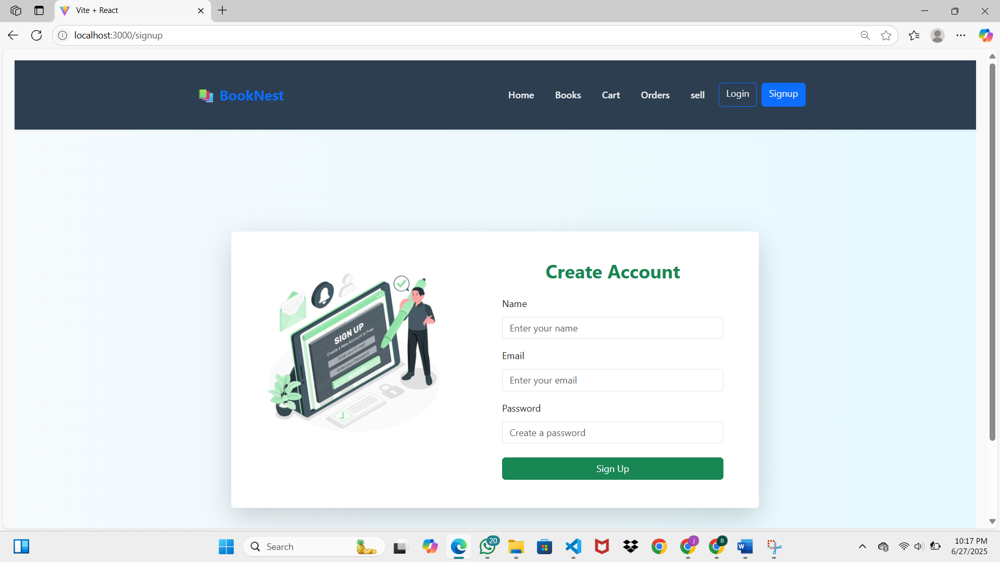 Vite + React
localhost:3000/signup
BookNest
Home Books Cart Orders sell Login Signup
Create Account
Name
Enter your name
Email
Enter your email
Password
Create a password
Sign Up
SIGN UP
Create a New Account is Free
Enter your E-mail
Enter your Password
REGISTER
Search
20
J
B
W
10:17 PM
6/27/2025